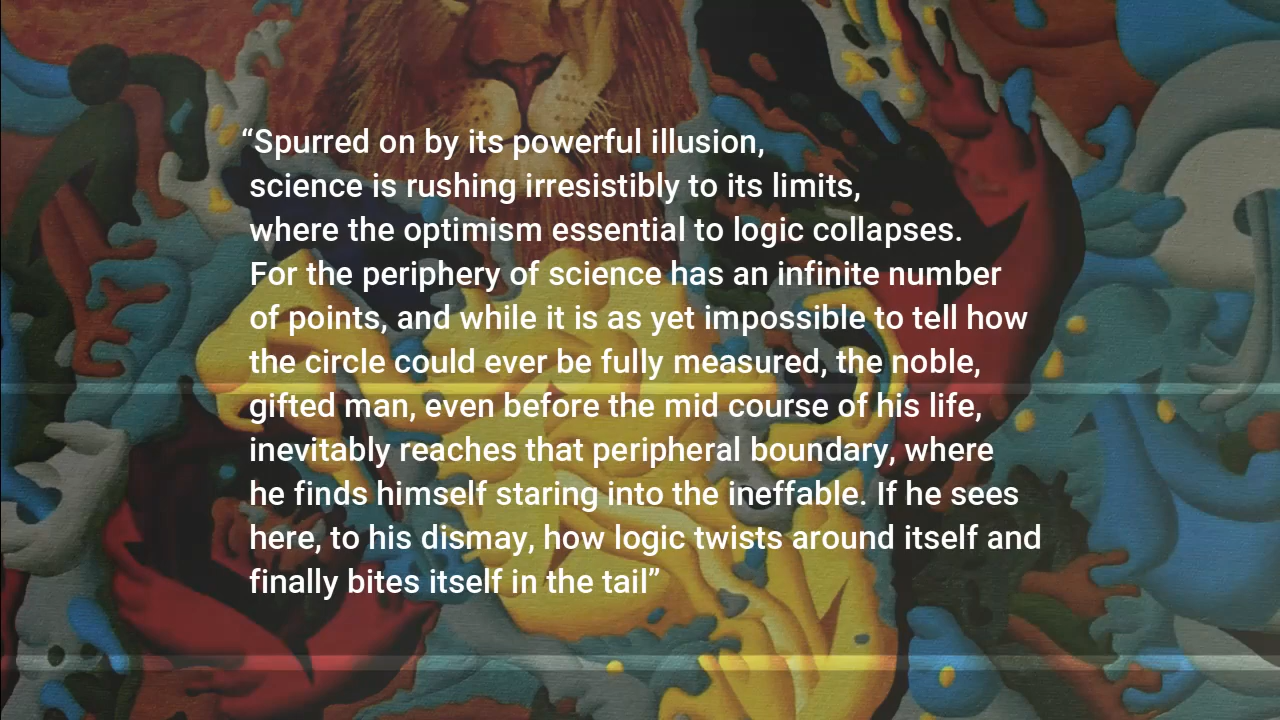 “Spurred on by its powerful illusion,
science is rushing irresistibly to its limits,
where the optimism essential to logic collapses.
For the periphery of science has an infinite number
of points, and while it is as yet impossible to tell how
the circle could ever be fully measured, the noble,
gifted man, even before the mid course of his life,
inevitably reaches that peripheral boundary, where
he finds himself staring into the ineffable. If he sees
here, to his dismay, how logic twists around itself and
finally bites itself in the tail”